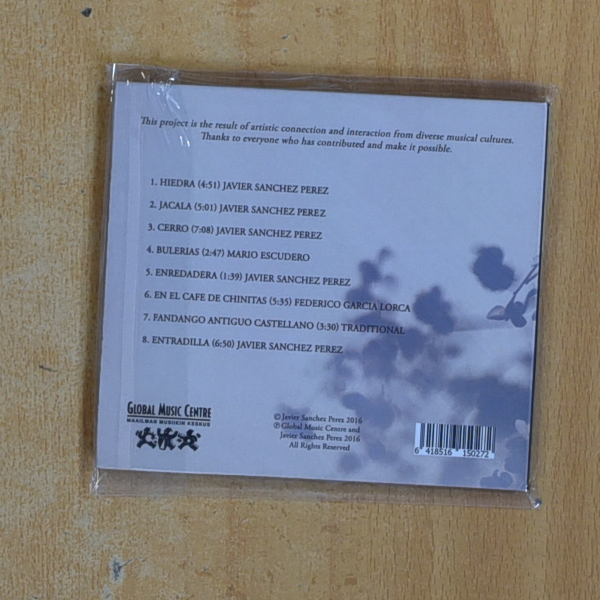 This project is the result of artistic connection and interaction from diverse musical cultures.
Thanks to everyone who has contributed and make it possible.
1. HIEDRA (4:51) JAVIER SANCHEZ PEREZ
2. JACALA (5:01) JAVIER SANCHEZ PEREZ
3. CERRO (7:08) JAVIER SANCHEZ PEREZ
4. BULERIAS (2:47) MARIO ESCUDERO
5. ENREDADERA (1:39) JAVIER SANCHEZ PEREZ
6. EN EL CAFE DE CHINITAS (5:35) FEDERICO GARCIA LORCA
7. FANDANGO ANTIGUO CASTELLANO (3:30) TRADITIONAL
8. ENTRADILLA (6:50) JAVIER SANCHEZ PEREZ
GLOBAL MUSIC CENTRE
MAAILMAN MUSIIKIN KESKUS
© Javier Sanchez Perez 2016
℗ Global Music Centre and
Javier Sanchez Perez 2016
All Rights Reserved
6 418516 150272